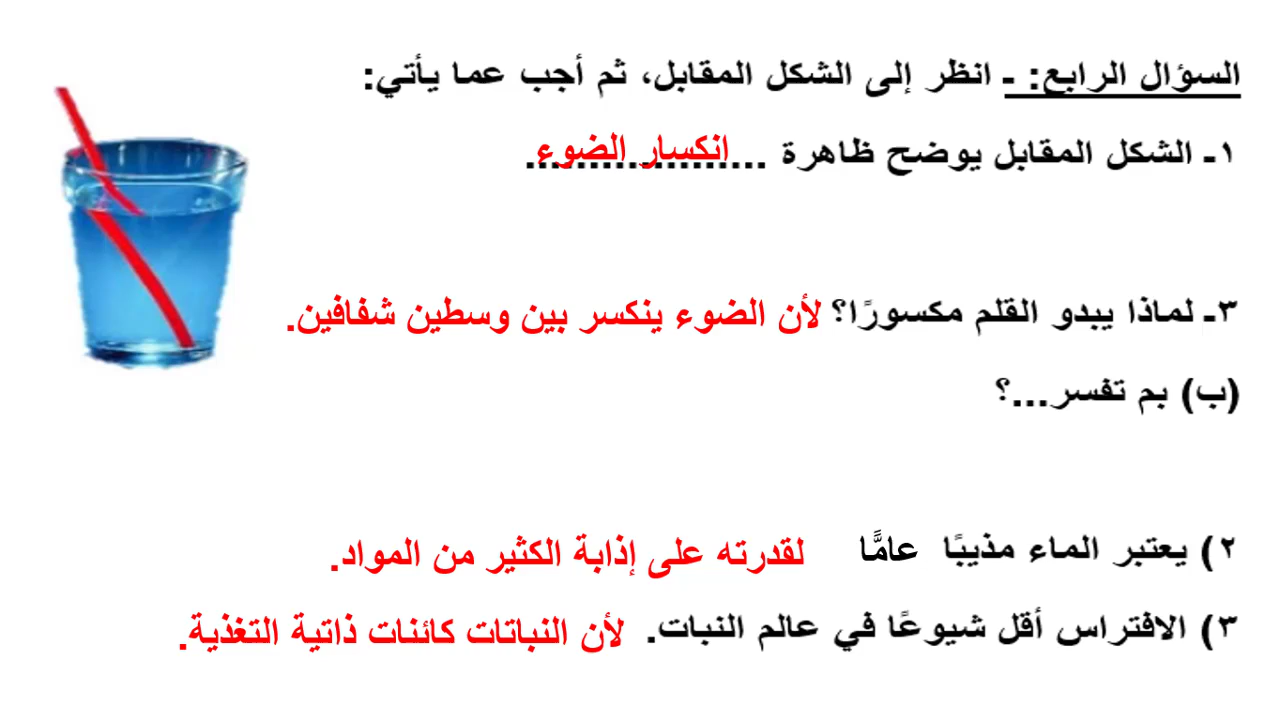 السؤال الرابع: ـ انظر إلى الشكل المقابل، ثم أجب عما يأتي:
١ـ الشكل المقابل يوضح ظاهرة ................... انكسار الضوء
٣ـ لماذا يبدو القلم مكسورًا؟ لأن الضوء ينكسر بين وسطين شفافين.
(ب) بم تفسر...؟
٢) يعتبر الماء مذيبًا عامًّا لقدرته على إذابة الكثير من المواد.
٣) الافتراس أقل شيوعًا في عالم النبات. لأن النباتات كائنات ذاتية التغذية.